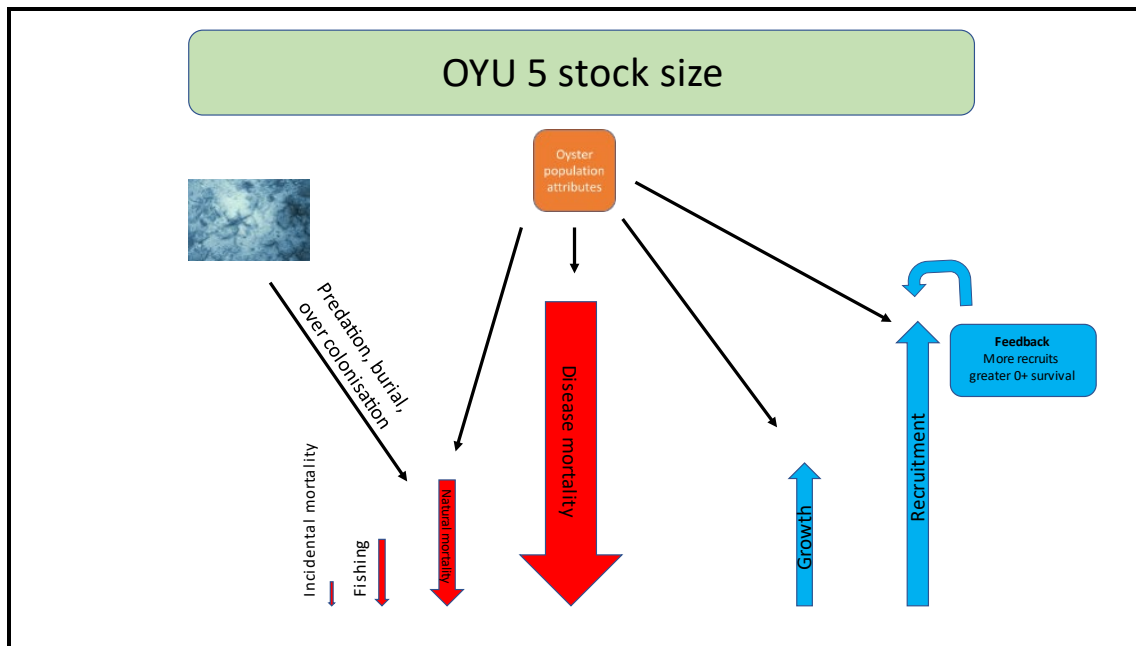 OYU 5 stock size
Oyster
population
attributes
Predation, burial,
over colonisation
Incidental mortality
Fishing
Natural mortality
Disease mortality
Growth
Recruitment
Feedback
More recruits
greater 0+ survival